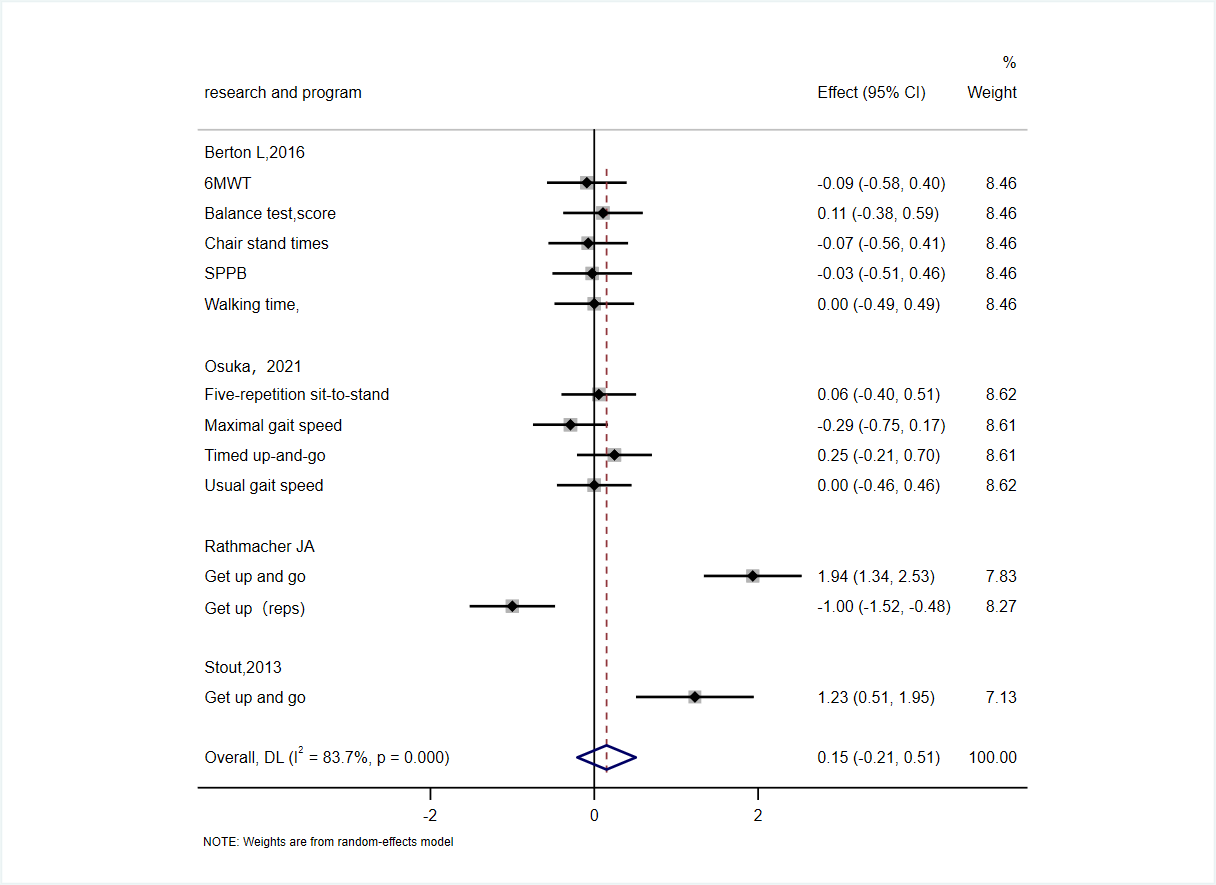 %
research and program Effect (95% CI) Weight
Berton L,2016
6MWT -0.09 (-0.58, 0.40) 8.46
Balance test,score 0.11 (-0.38, 0.59) 8.46
Chair stand times -0.07 (-0.56, 0.41) 8.46
SPPB -0.03 (-0.51, 0.46) 8.46
Walking time, 0.00 (-0.49, 0.49) 8.46
Osuka，2021
Five-repetition sit-to-stand 0.06 (-0.40, 0.51) 8.62
Maximal gait speed -0.29 (-0.75, 0.17) 8.61
Timed up-and-go 0.25 (-0.21, 0.70) 8.61
Usual gait speed 0.00 (-0.46, 0.46) 8.62
Rathmacher JA
Get up and go 1.94 (1.34, 2.53) 7.83
Get up（reps) -1.00 (-1.52, -0.48) 8.27
Stout,2013
Get up and go 1.23 (0.51, 1.95) 7.13
Overall, DL (I² = 83.7%, p = 0.000) 0.15 (-0.21, 0.51) 100.00
-2 0 2
NOTE: Weights are from random-effects model